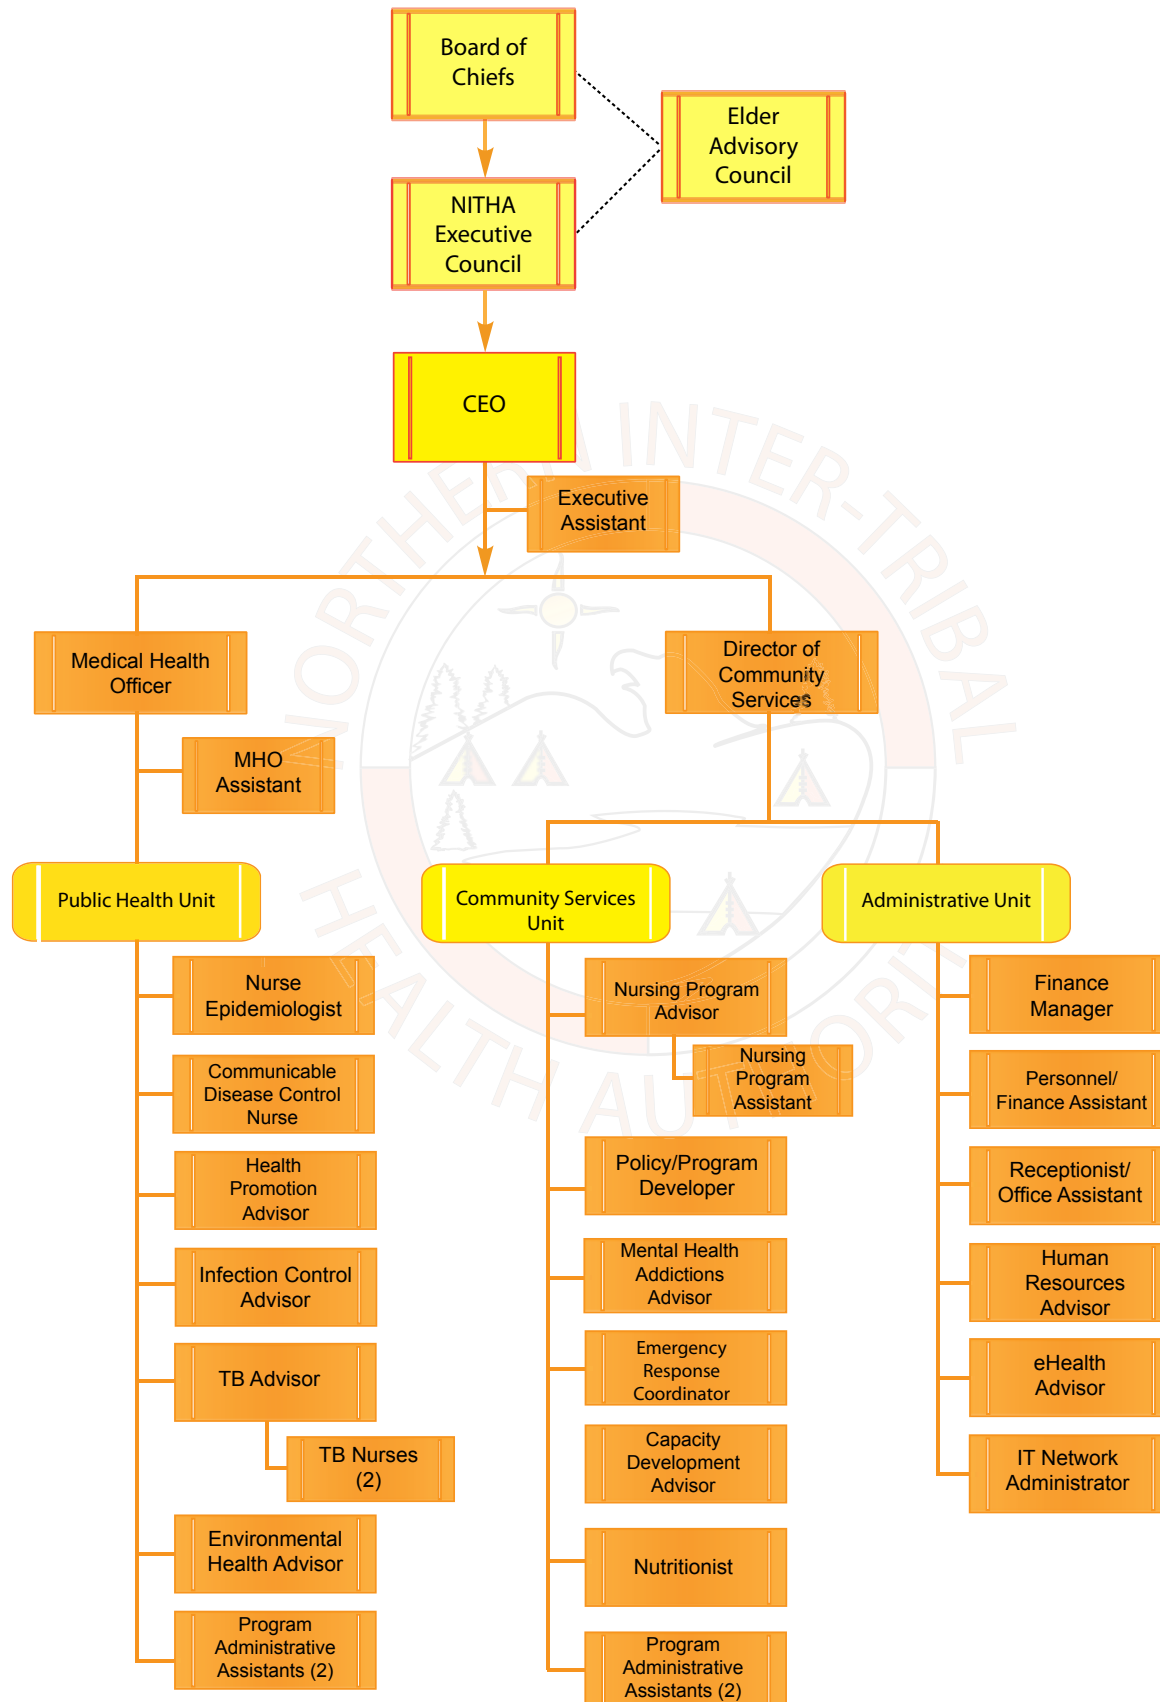 Board of
Chiefs
Elder
Advisory
Council
NITHA
Executive
Council
CEO
Executive
Assistant
Medical Health
Officer
Director of
Community
Services
MHO
Assistant
Public Health Unit
Community Services
Unit
Administrative Unit
Nurse
Epidemiologist
Communicable
Disease Control
Nurse
Health
Promotion
Advisor
Infection Control
Advisor
TB Advisor
TB Nurses
(2)
Environmental
Health Advisor
Program
Administrative
Assistants (2)
Nursing Program
Advisor
Nursing
Program
Assistant
Policy/Program
Developer
Mental Health
Addictions
Advisor
Emergency
Response
Coordinator
Capacity
Development
Advisor
Nutritionist
Program
Administrative
Assistants (2)
Finance
Manager
Personnel/
Finance Assistant
Receptionist/
Office Assistant
Human
Resources
Advisor
eHealth
Advisor
IT Network
Administrator
NORTHERN INTER-TRIBAL
HEALTH AUTHORITY